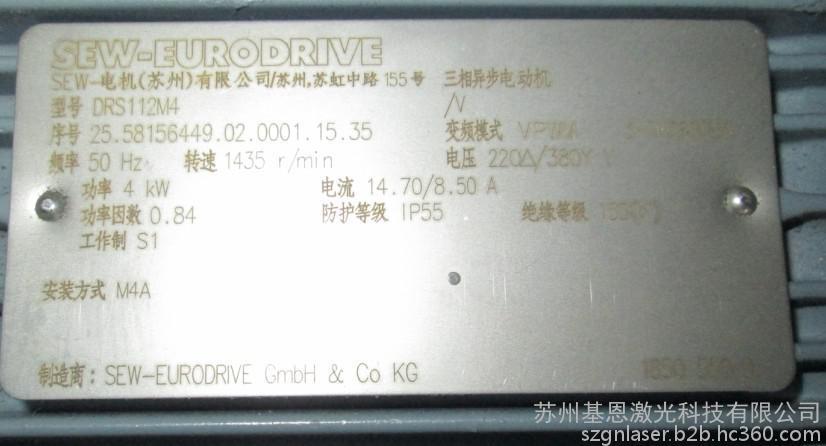 SEW-EURODRIVE
SEW-电机(苏州)有限公司/苏州,苏虹中路155号 三相异步电动机
型号 DRS112M4 /V
序号 25.58156449.02.0001.15.35 变频模式
频率 50 Hz 转速 1435 r/min 电压 220Δ/380Y V
功率 4 kW 电流 14.70/8.50 A
功率因数 0.84 防护等级 IP55 绝缘等级
工作制 S1
安装方式 M4A
制造商: SEW-EURODRIVE GmbH & Co KG
苏州基恩激光科技有限公司
szgnlaser.b2b.hc360.com